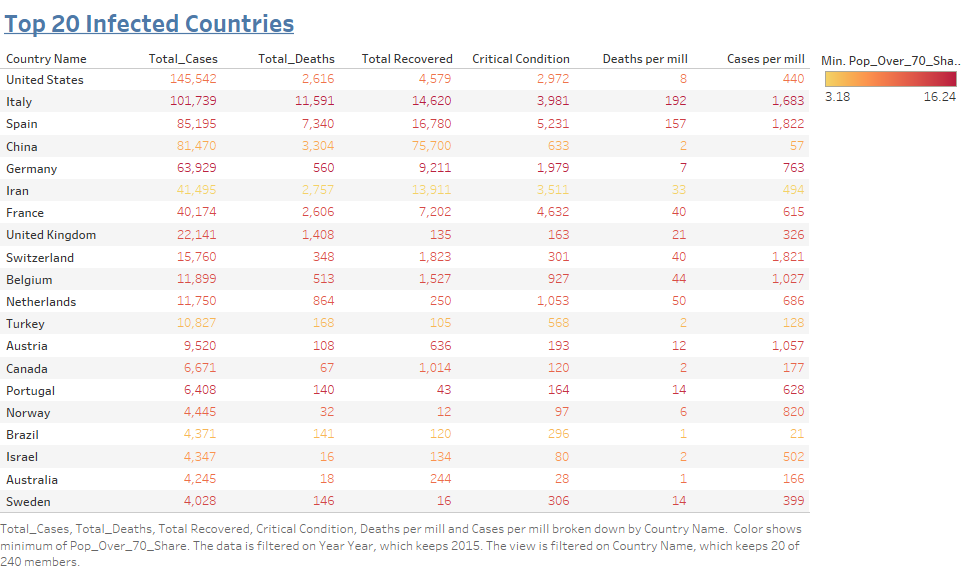 Top 20 Infected Countries
Country Name Total_Cases Total_Deaths Total Recovered Critical Condition Deaths per mill Cases per mill
United States 145,542 2,616 4,579 2,972 8 440
Italy 101,739 11,591 14,620 3,981 192 1,683
Spain 85,195 7,340 16,780 5,231 157 1,822
China 81,470 3,304 75,700 633 2 57
Germany 63,929 560 9,211 1,979 7 763
Iran 41,495 2,757 13,911 3,511 33 494
France 40,174 2,606 7,202 4,632 40 615
United Kingdom 22,141 1,408 135 163 21 326
Switzerland 15,760 348 1,823 301 40 1,821
Belgium 11,899 513 1,527 927 44 1,027
Netherlands 11,750 864 250 1,053 50 686
Turkey 10,827 168 105 568 2 128
Austria 9,520 108 636 193 12 1,057
Canada 6,671 67 1,014 120 2 177
Portugal 6,408 140 43 164 14 628
Norway 4,445 32 12 97 6 820
Brazil 4,371 141 120 296 1 21
Israel 4,347 16 134 80 2 502
Australia 4,245 18 244 28 1 166
Sweden 4,028 146 16 306 14 399
Min. Pop_Over_70_Sha..
3.18 16.24
Total_Cases, Total_Deaths, Total Recovered, Critical Condition, Deaths per mill and Cases per mill broken down by Country Name. Color shows
minimum of Pop_Over_70_Share. The data is filtered on Year Year, which keeps 2015. The view is filtered on Country Name, which keeps 20 of
240 members.